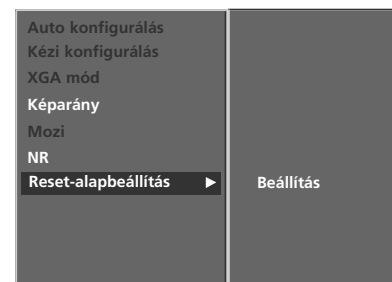 Auto konfigurálás
Kézi konfigurálás
XGA mód
Képarány
Mozi
NR
Reset-alapbeállítás ► Beállítás